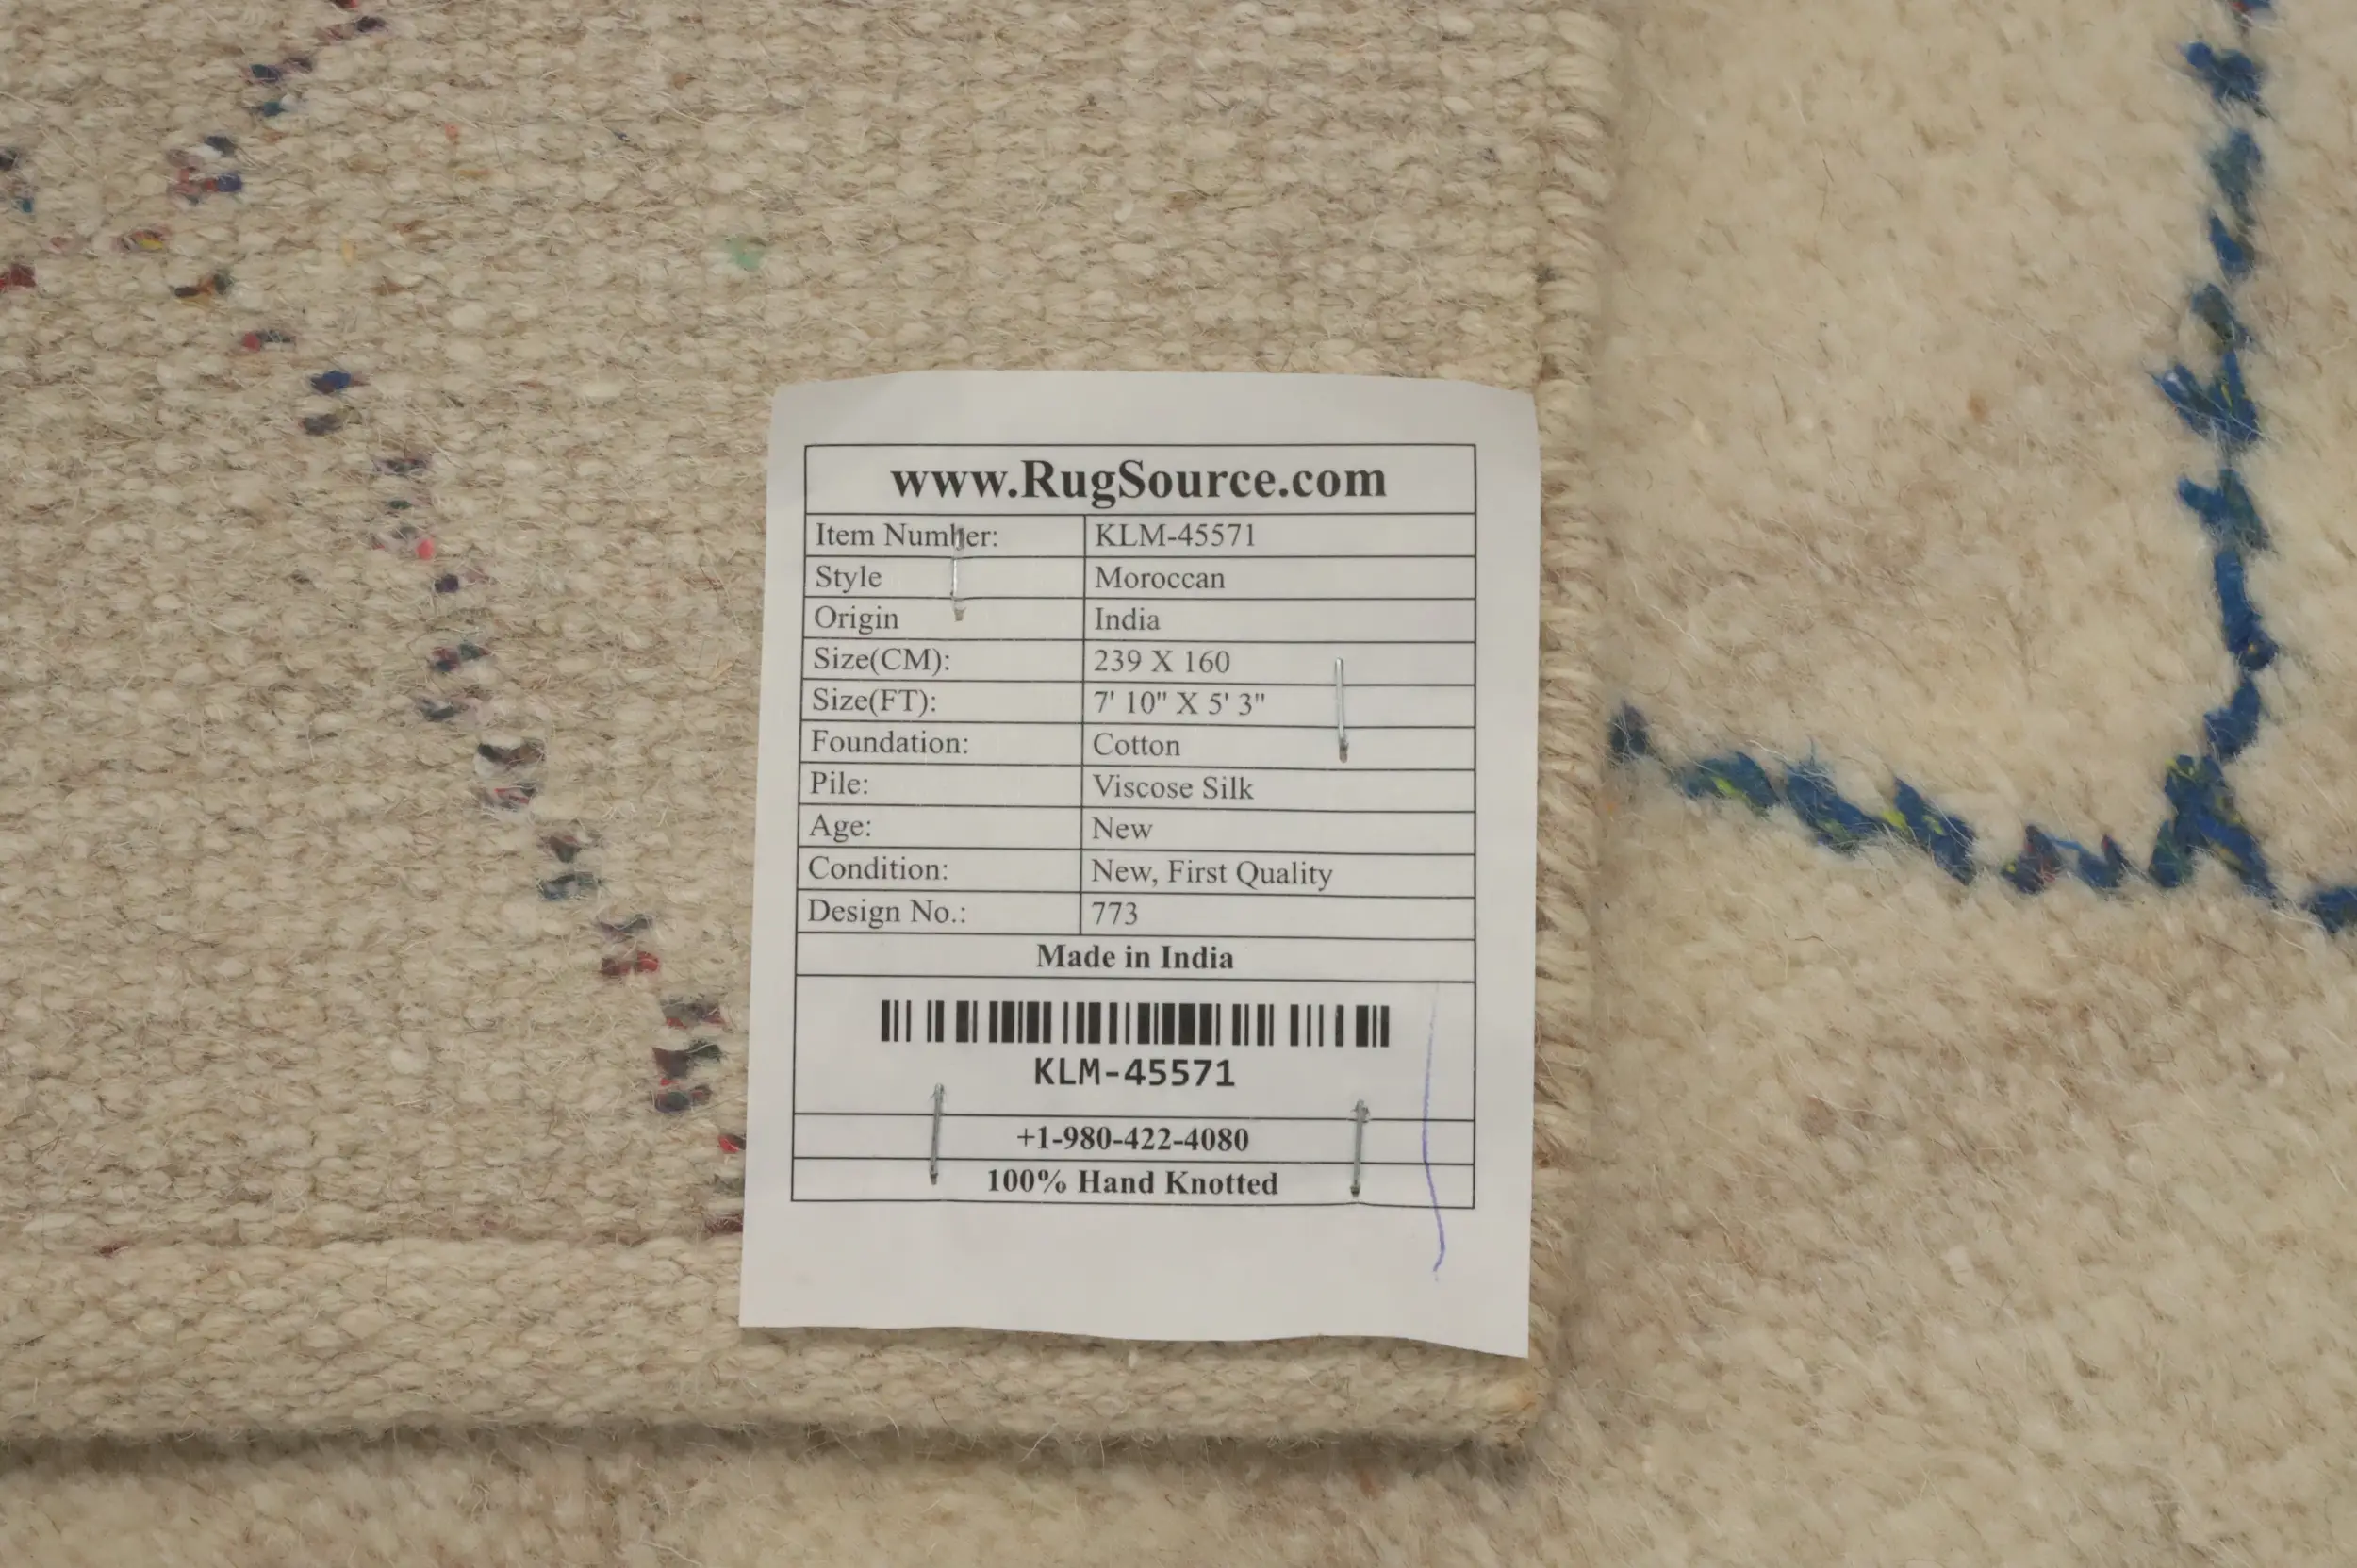 www.RugSource.com
Item Number: KLM-45571
Style Moroccan
Origin India
Size(CM): 239 X 160
Size(FT): 7' 10" X 5' 3"
Foundation: Cotton
Pile: Viscose Silk
Age: New
Condition: New, First Quality
Design No.: 773
Made in India
KLM-45571
+1-980-422-4080
100% Hand Knotted